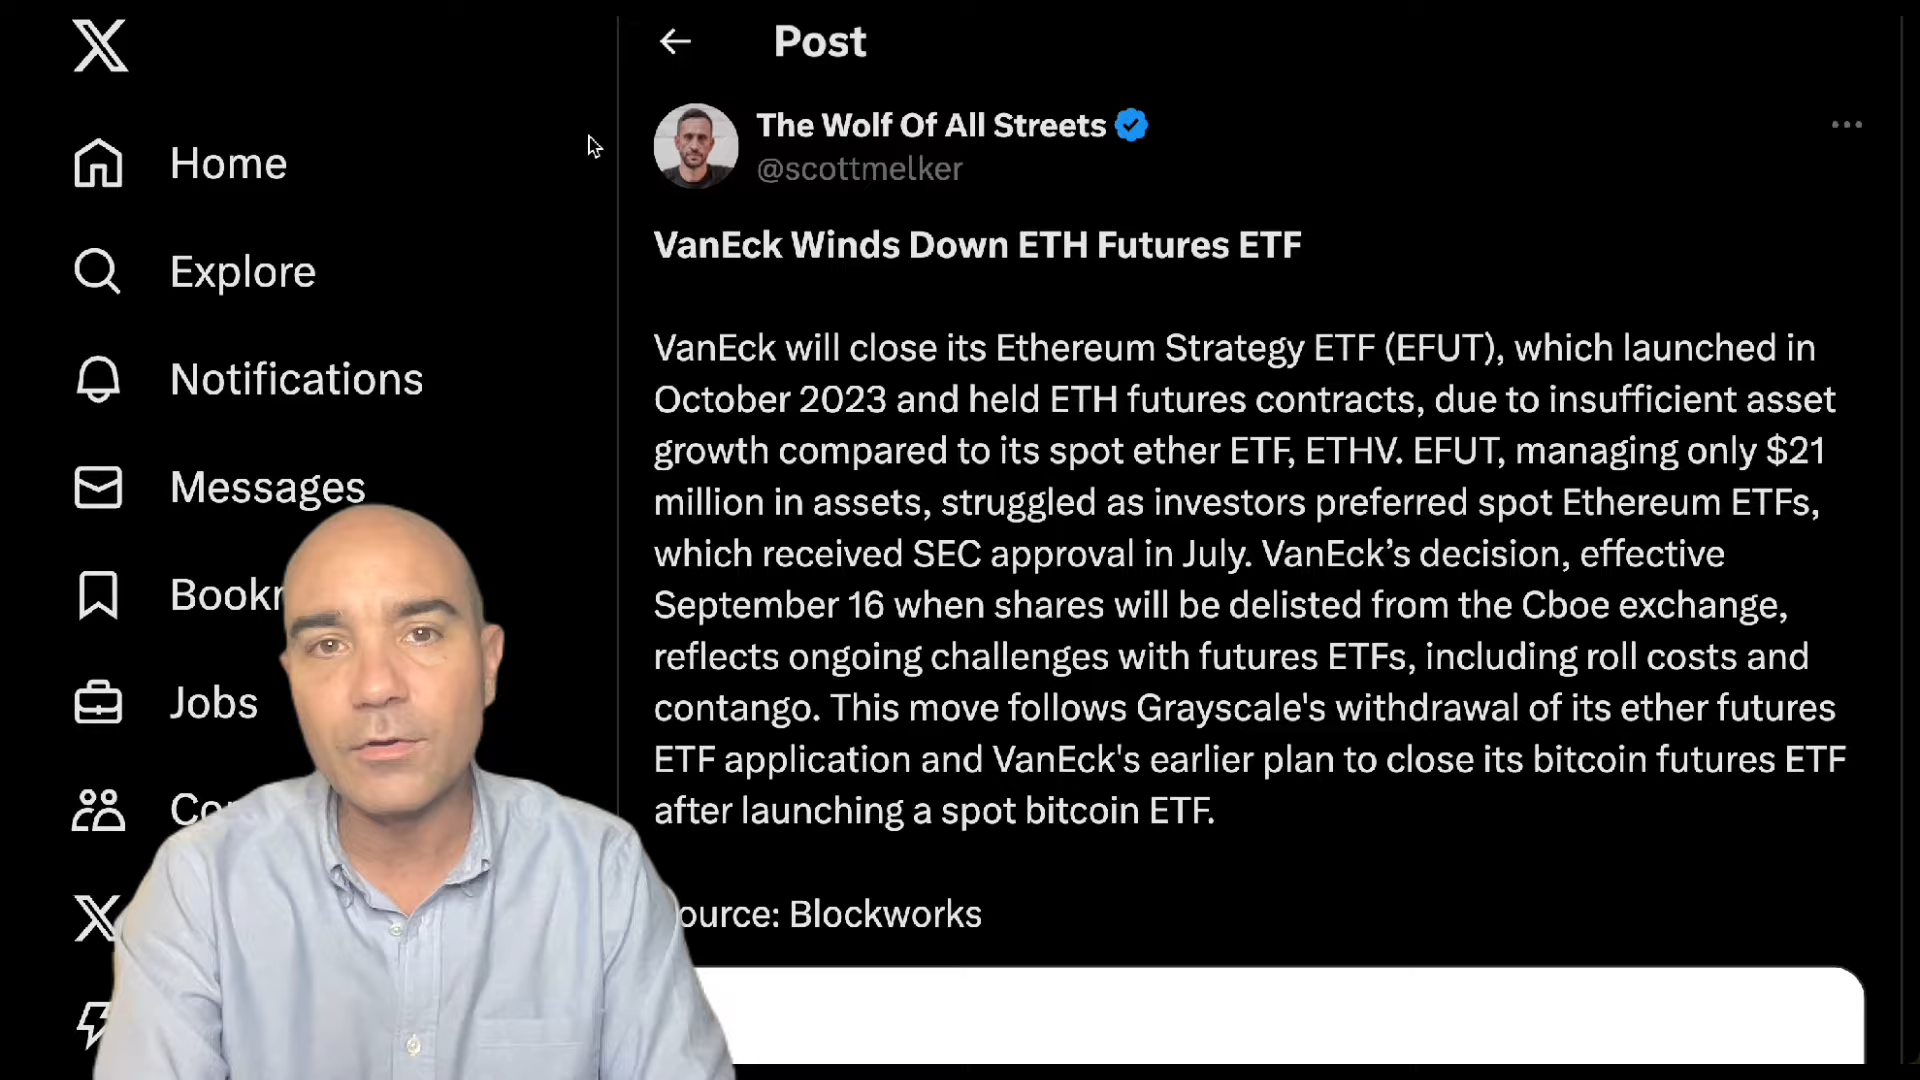 Home
Explore
Notifications
Messages
Jobs
Post
The Wolf Of All Streets
@scottmelker
VanEck Winds Down ETH Futures ETF
VanEck will close its Ethereum Strategy ETF (EFUT), which launched in
October 2023 and held ETH futures contracts, due to insufficient asset
growth compared to its spot ether ETF, ETHV. EFUT, managing only $21
million in assets, struggled as investors preferred spot Ethereum ETFs,
which received SEC approval in July. VanEck’s decision, effective
September 16 when shares will be delisted from the Cboe exchange,
reflects ongoing challenges with futures ETFs, including roll costs and
contango. This move follows Grayscale's withdrawal of its ether futures
ETF application and VanEck's earlier plan to close its bitcoin futures ETF
after launching a spot bitcoin ETF.
ource: Blockworks